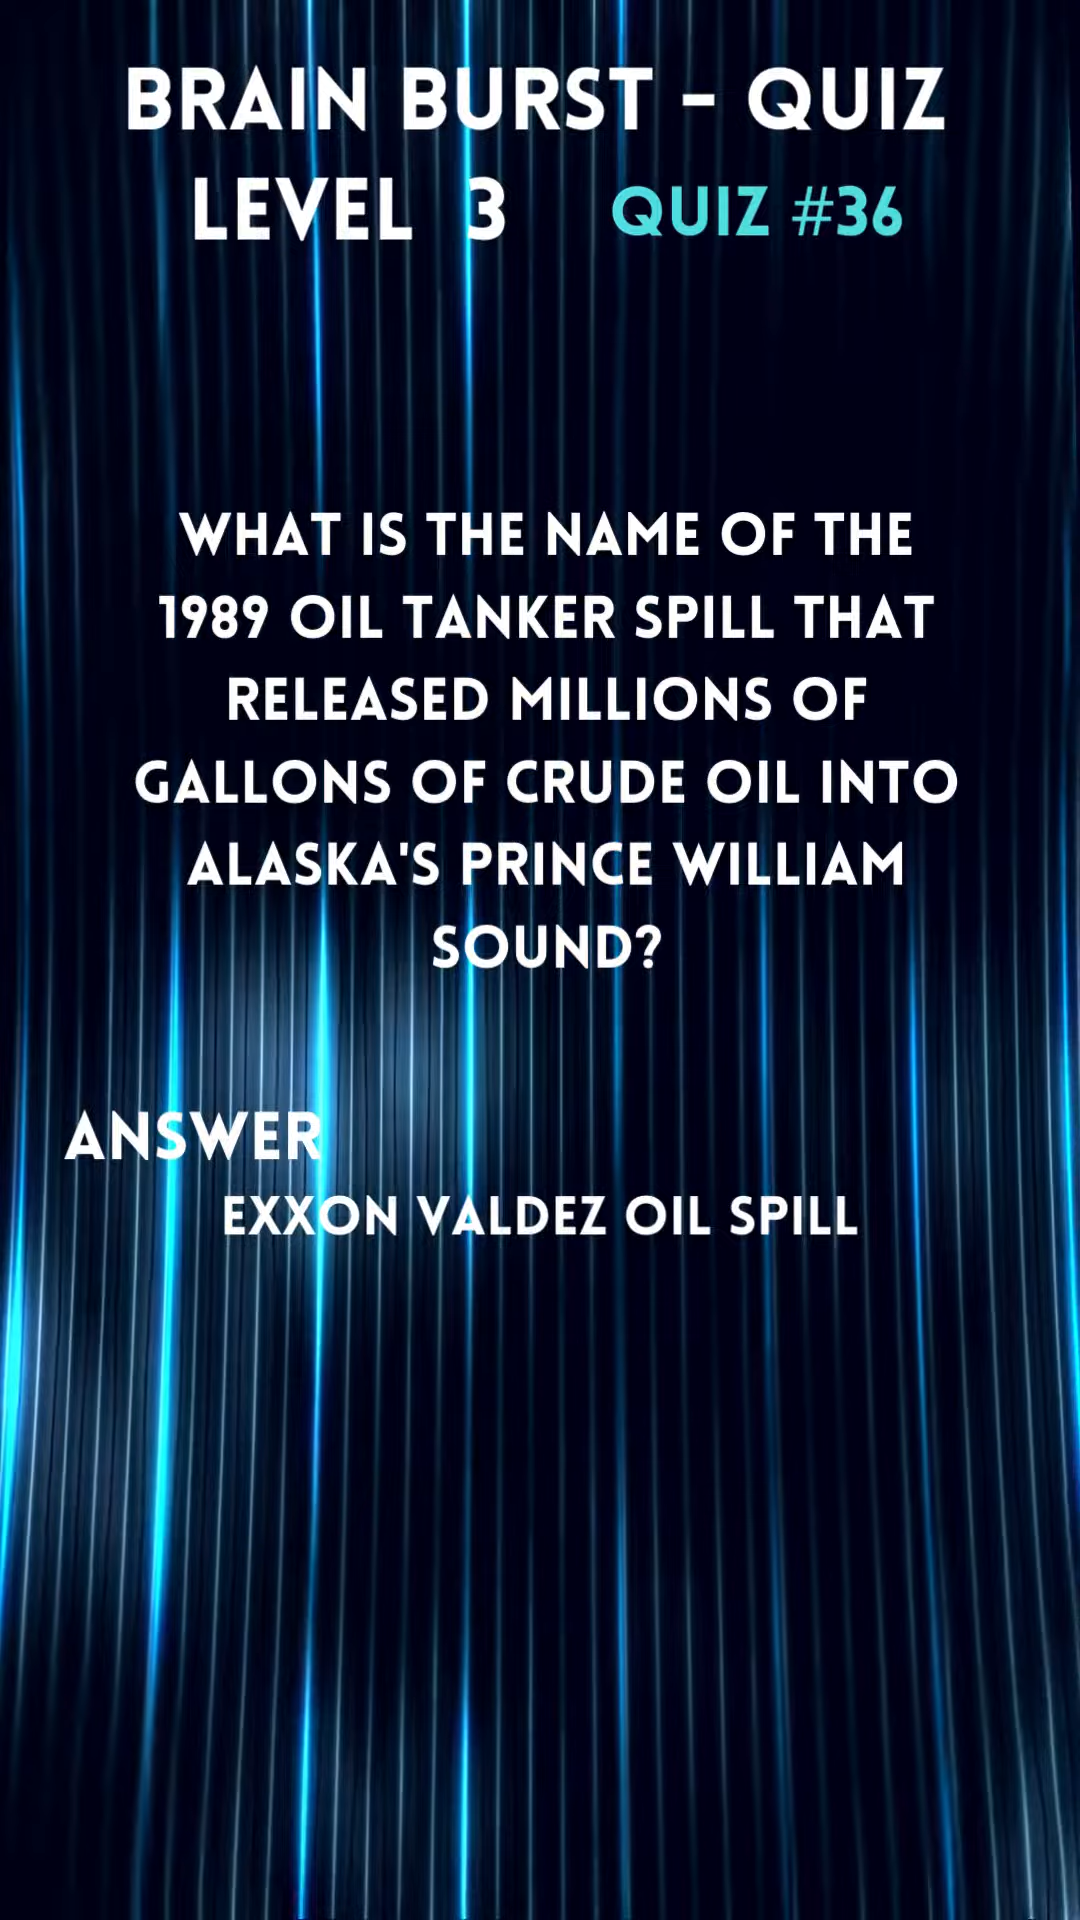 BRAIN BURST - QUIZ
LEVEL 3 QUIZ #36
WHAT IS THE NAME OF THE
1989 OIL TANKER SPILL THAT
RELEASED MILLIONS OF
GALLONS OF CRUDE OIL INTO
ALASKA'S PRINCE WILLIAM
SOUND?
ANSWER
EXXON VALDEZ OIL SPILL